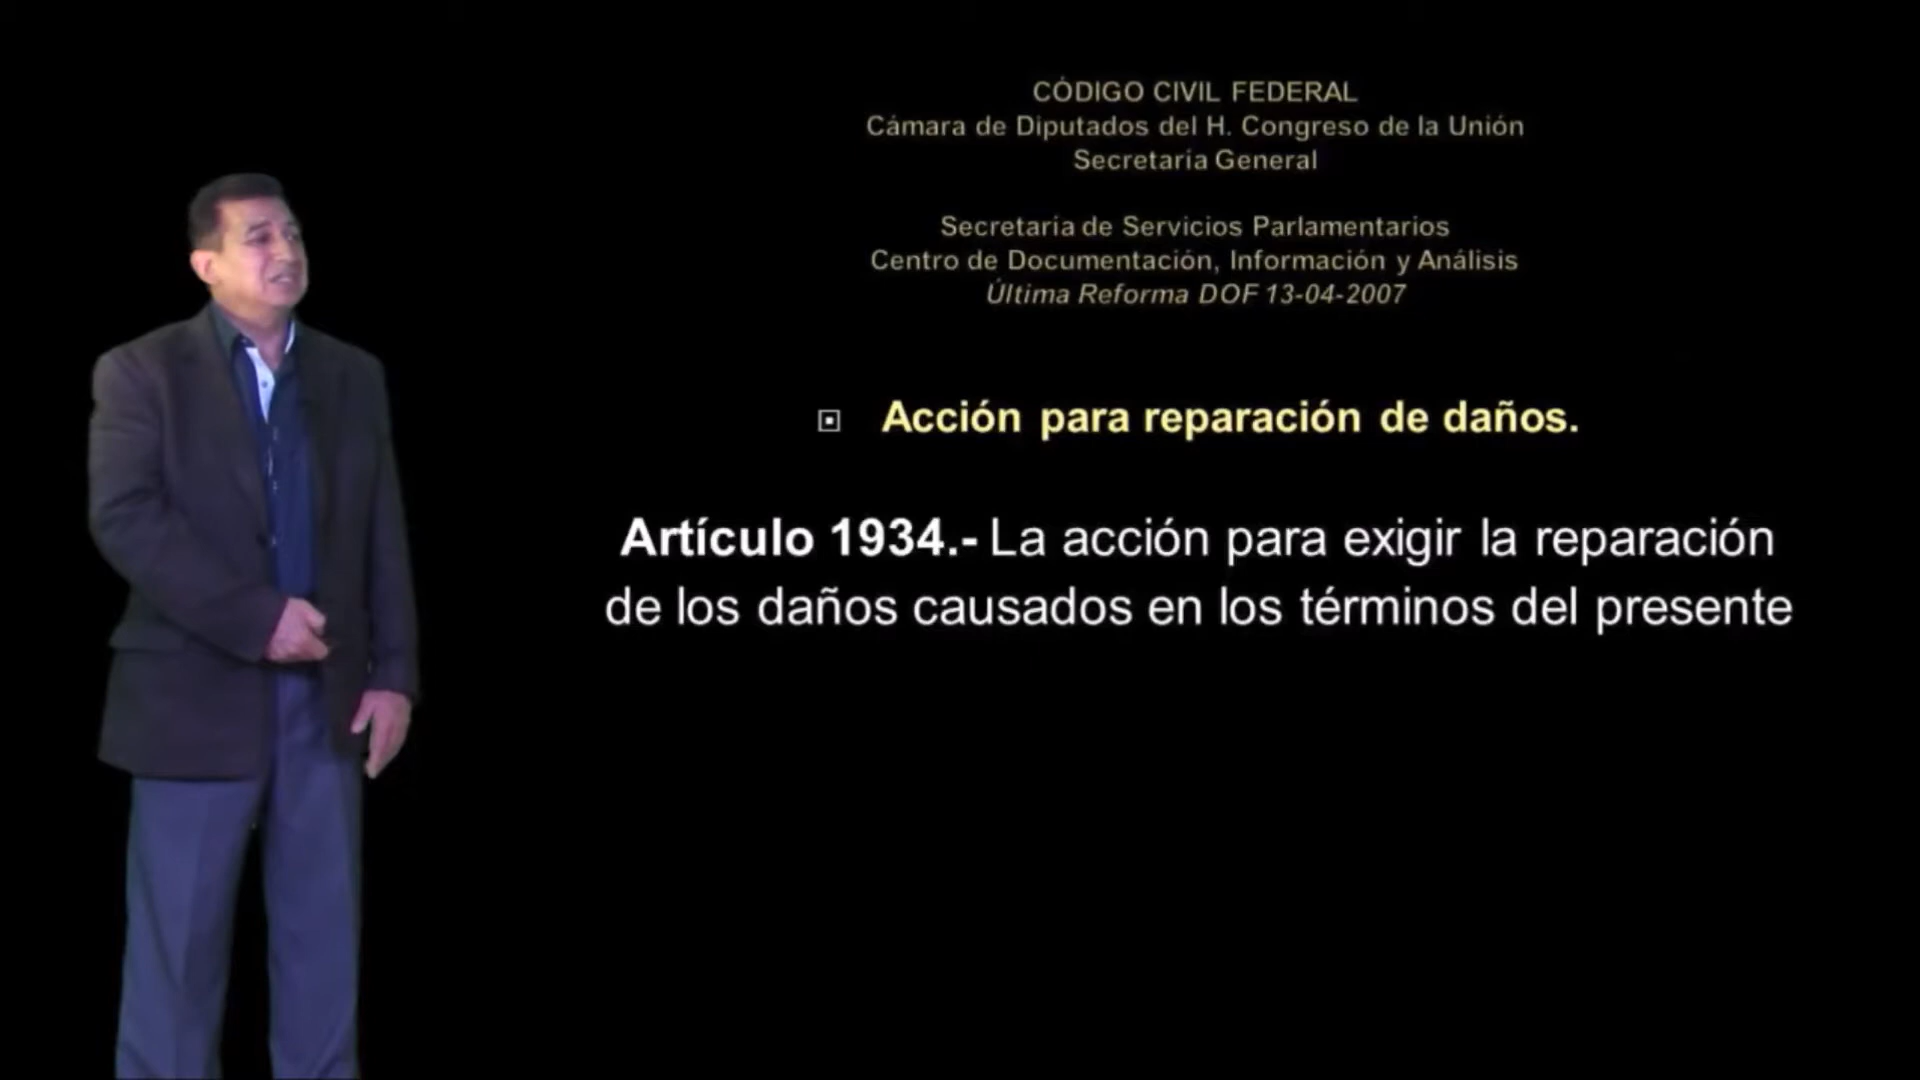 CÓDIGO CIVIL FEDERAL
Cámara de Diputados del H. Congreso de la Unión
Secretaría General
Secretaría de Servicios Parlamentarios
Centro de Documentación, Información y Análisis
Última Reforma DOF 13-04-2007
Acción para reparación de daños.
Artículo 1934.- La acción para exigir la reparación
de los daños causados en los términos del presente